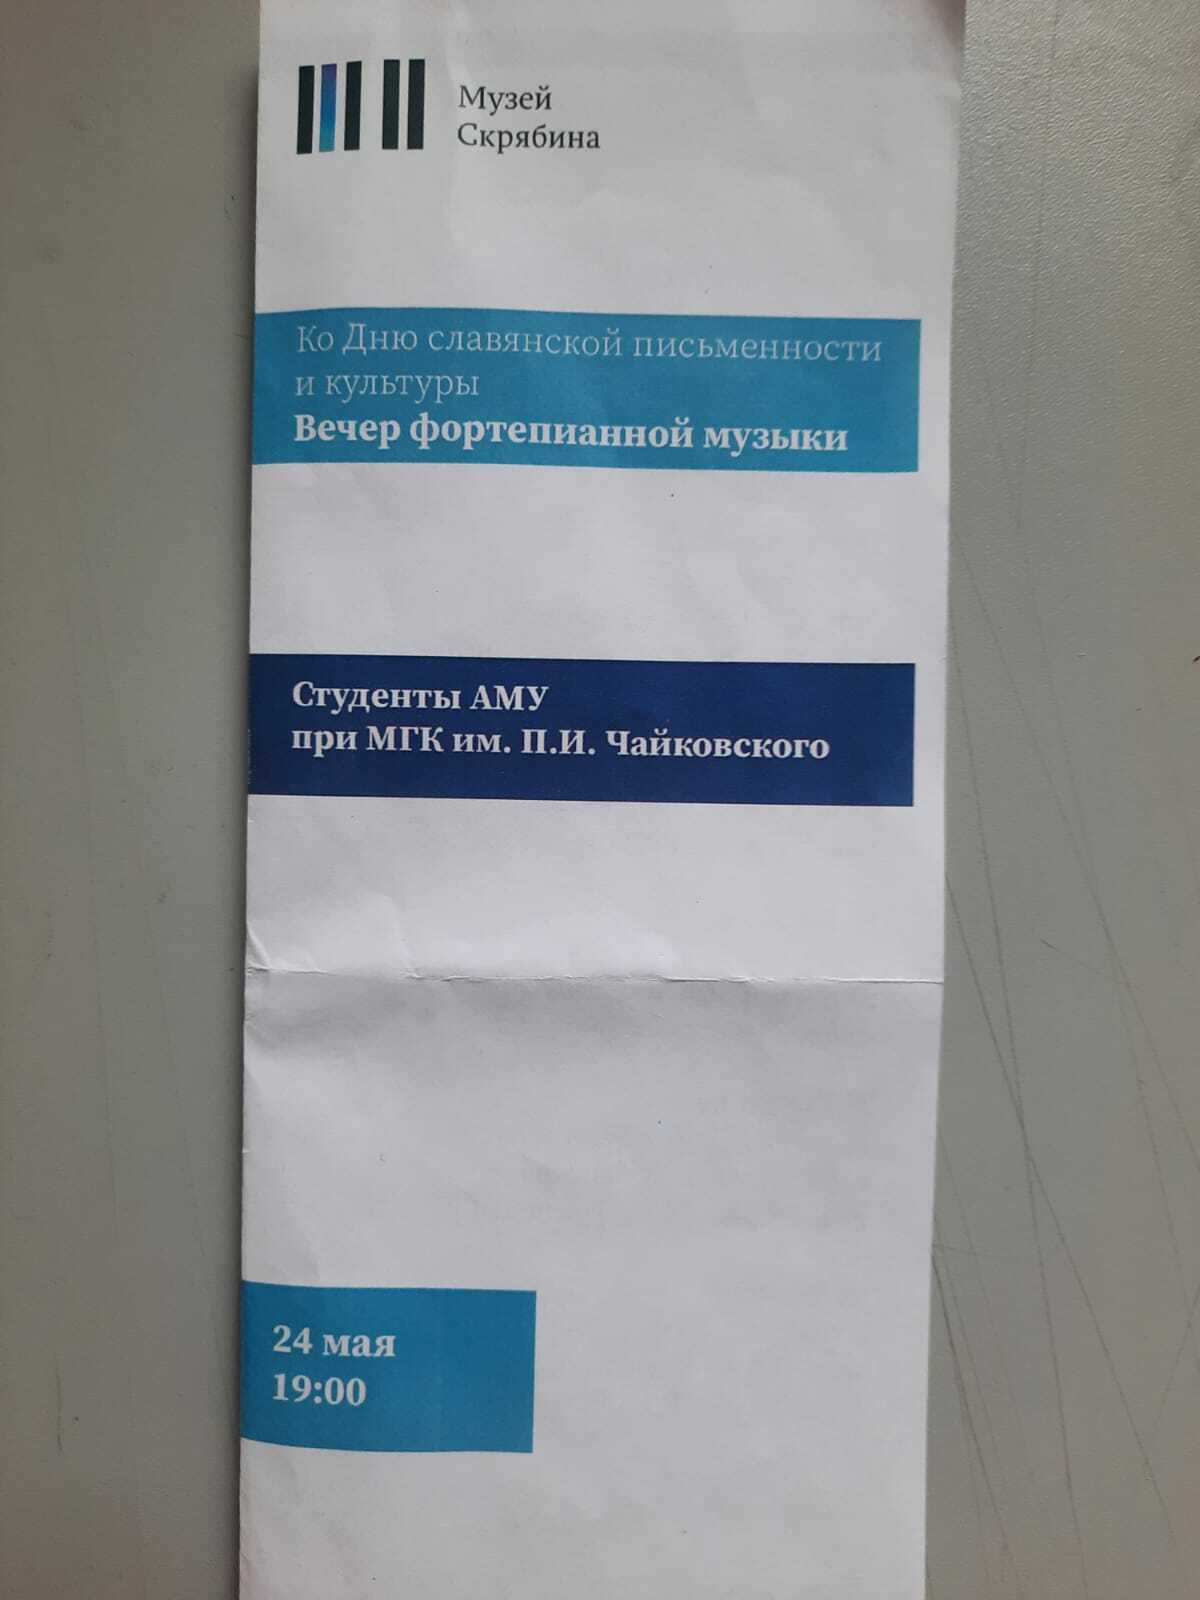 Музей
Скрябина
Ко Дню славянской письменности
и культуры
Вечер фортепианной музыки
Студенты АМУ
при МГК им. П.И. Чайковского
24 мая
19:00